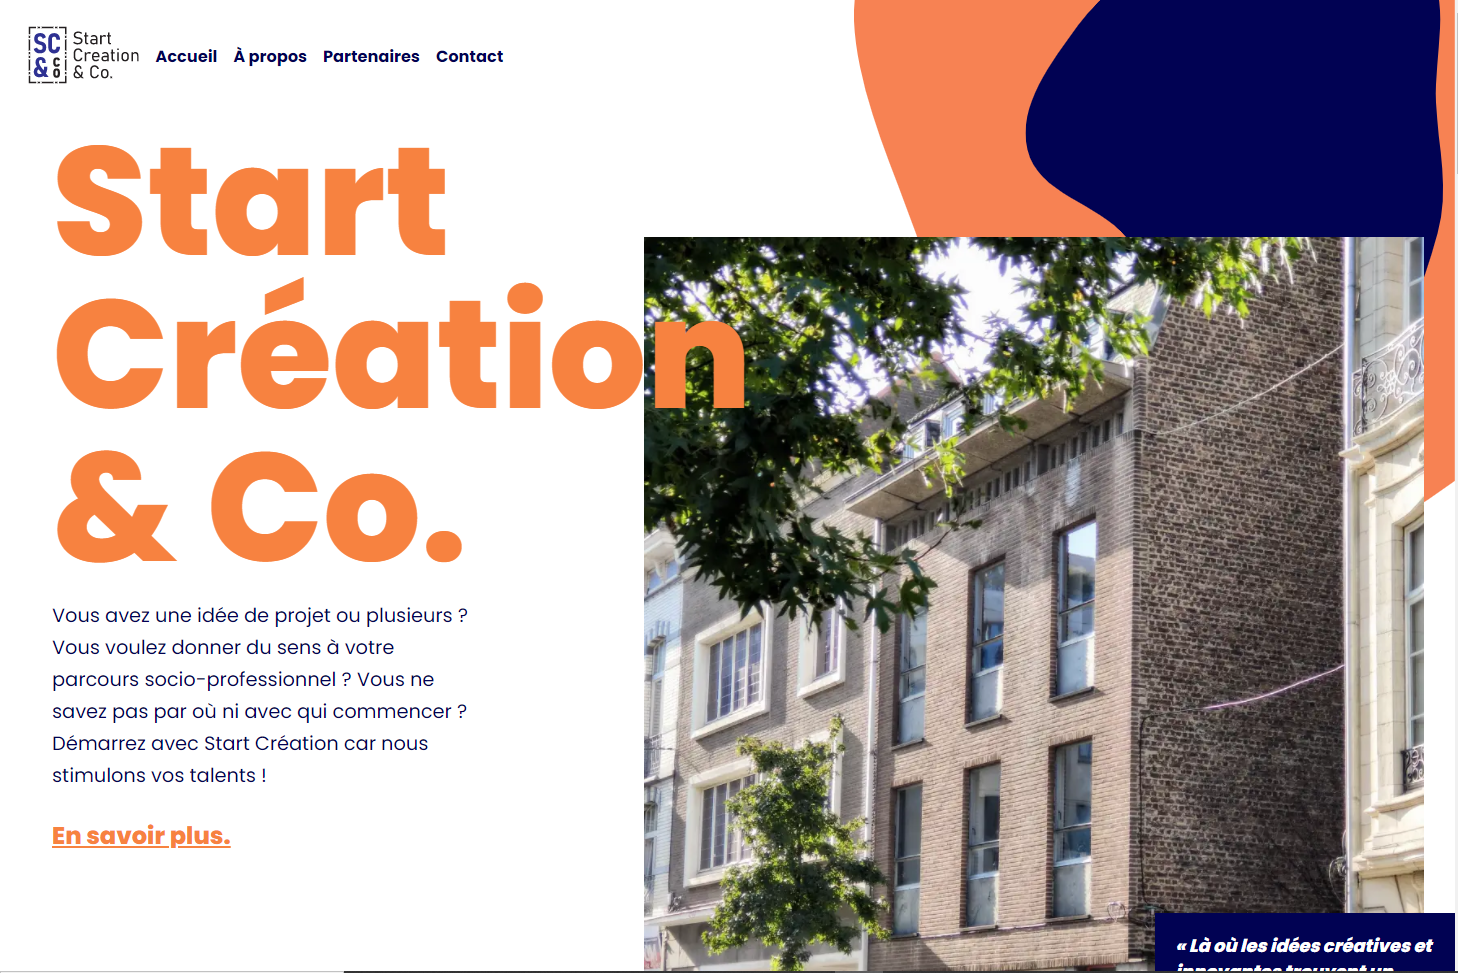 SC & Co
Start
Creation
& Co.
Accueil À propos Partenaires Contact
Start
Création
& Co.
Vous avez une idée de projet ou plusieurs ?
Vous voulez donner du sens à votre
parcours socio-professionnel ? Vous ne
savez pas par où ni avec qui commencer ?
Démarrez avec Start Création car nous
stimulons vos talents !
En savoir plus.
« Là où les idées créatives et
innovantes trouvent un